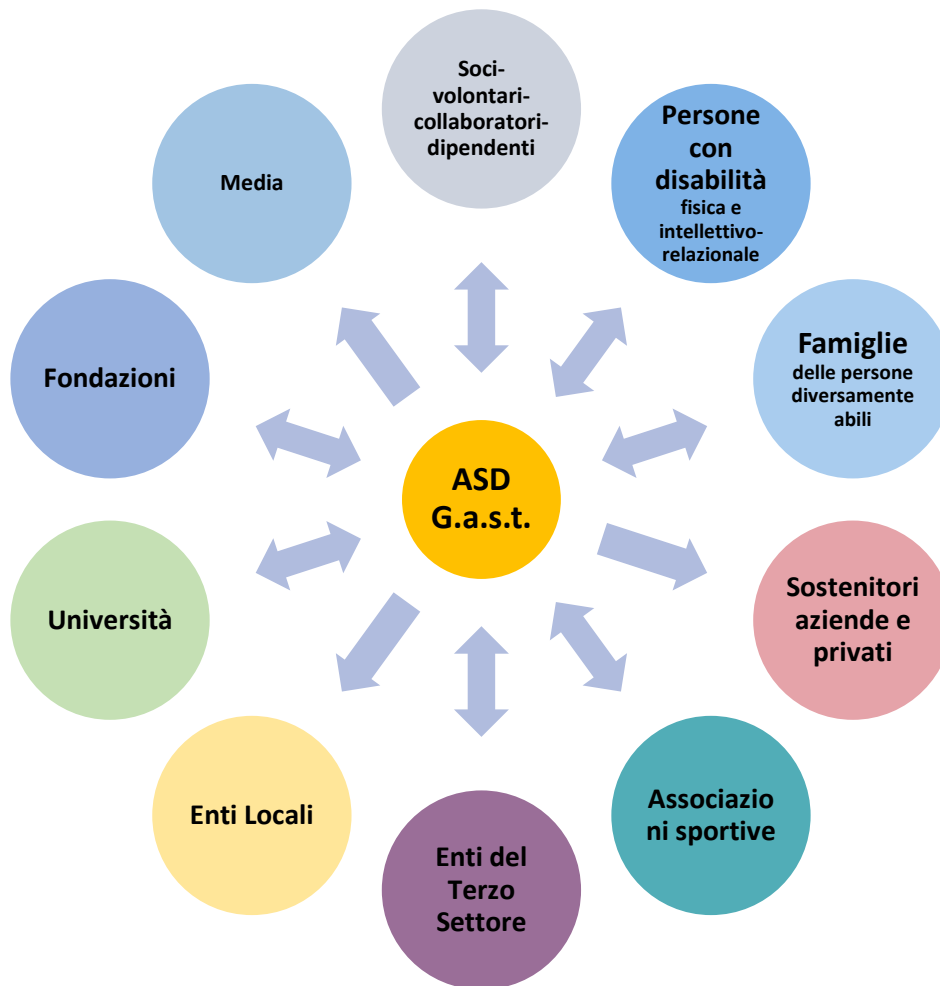 Soci-
volontari-
collaboratori-
dipendenti
Persone
con
disabilità
fisica e
intellettivo-
relazionale
Famiglie
delle persone
diversamente
abili
Sostenitori
aziende e
privati
Associazio
ni sportive
Enti del
Terzo
Settore
Enti Locali
Università
Fondazioni
Media
ASD
G.a.s.t.